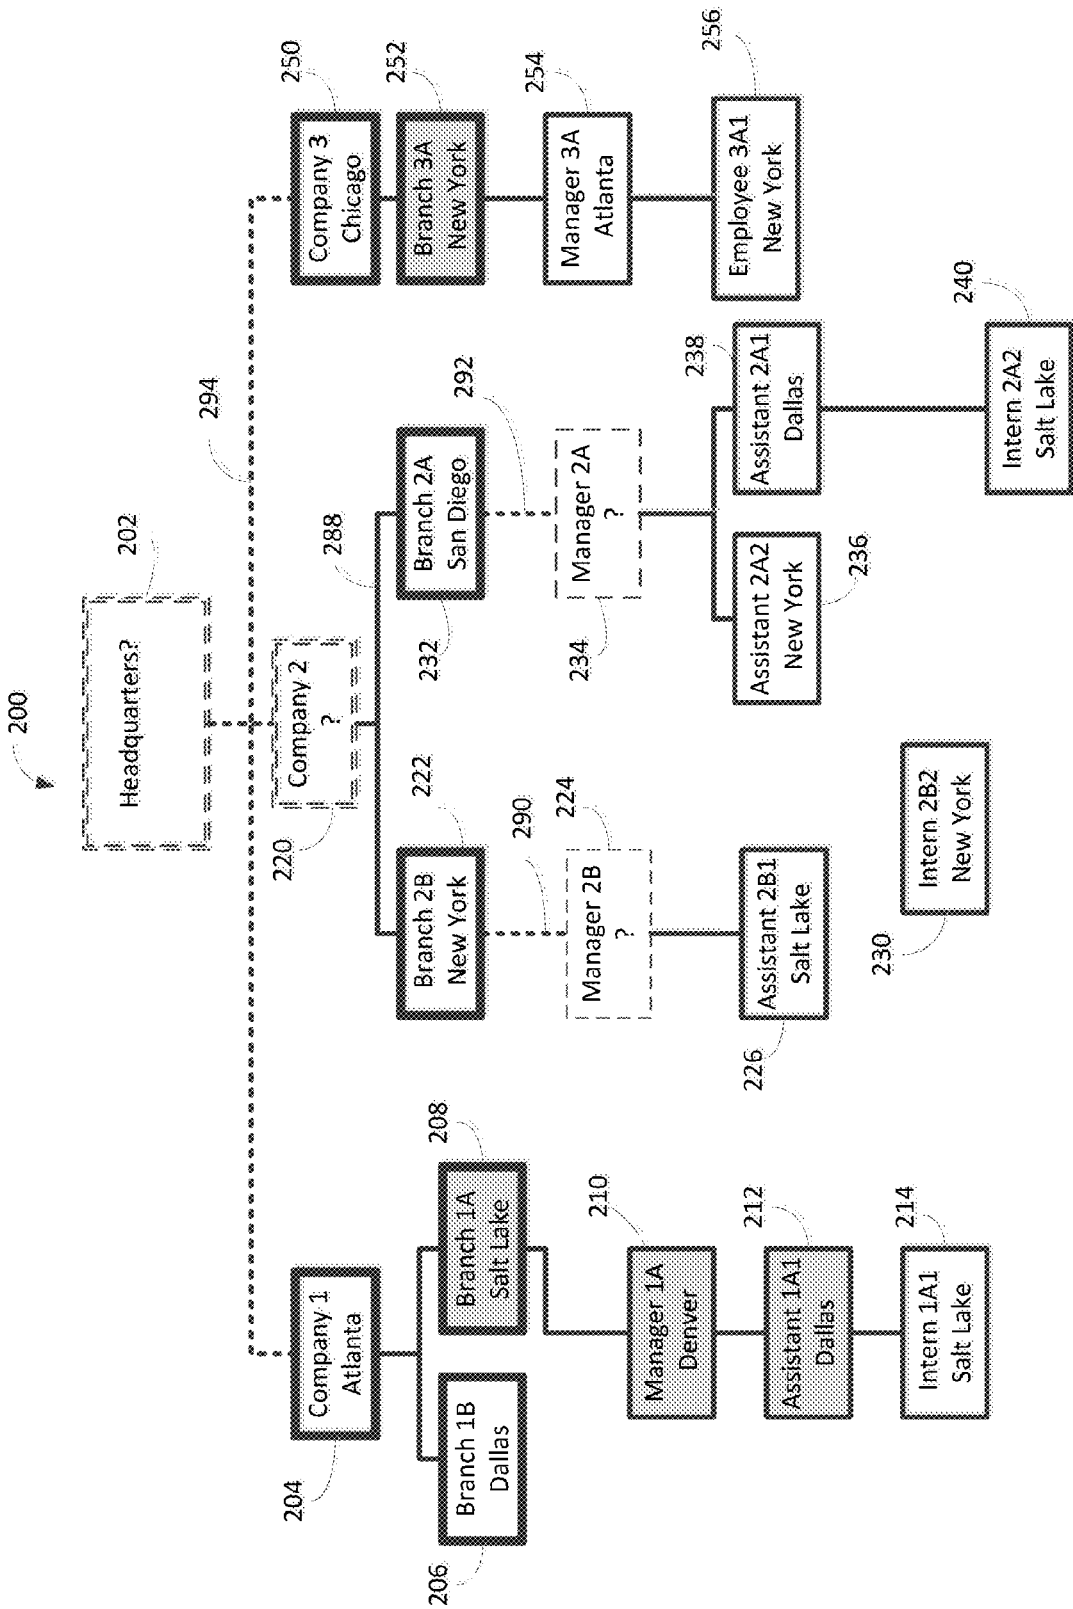 200
Headquarters?
202
294
Company 1
Atlanta
204
Company 2
?
220
288
Company 3
Chicago
250
Branch 1B
Dallas
206
Branch 1A
Salt Lake
208
Branch 2B
New York
222
Branch 2A
San Diego
232
Branch 3A
New York
252
290
292
Manager 1A
Denver
210
Manager 2B
?
224
Manager 2A
?
234
Manager 3A
Atlanta
254
Assistant 1A1
Dallas
212
Assistant 2B1
Salt Lake
226
Assistant 2A2
New York
236
Assistant 2A1
Dallas
238
Employee 3A1
New York
256
Intern 1A1
Salt Lake
214
Intern 2B2
New York
230
Intern 2A2
Salt Lake
240